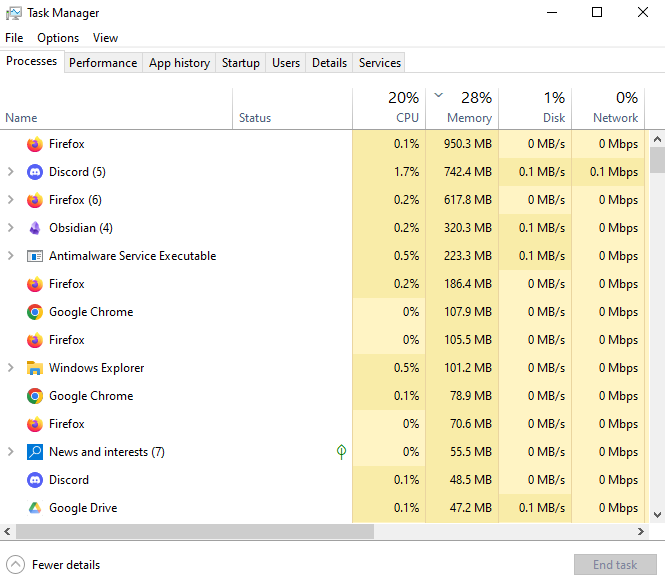 Task Manager
File Options View
Processes Performance App history Startup Users Details Services
20% 28% 1% 0%
Name Status CPU Memory Disk Network
Firefox 0.1% 950.3 MB 0 MB/s 0 Mbps
Discord (5) 1.7% 742.4 MB 0.1 MB/s 0.1 Mbps
Firefox (6) 0.2% 617.8 MB 0 MB/s 0 Mbps
Obsidian (4) 0.2% 320.3 MB 0.1 MB/s 0 Mbps
Antimalware Service Executable 0.5% 223.3 MB 0.1 MB/s 0 Mbps
Firefox 0.2% 186.4 MB 0 MB/s 0 Mbps
Google Chrome 0% 107.9 MB 0 MB/s 0 Mbps
Firefox 0% 105.5 MB 0 MB/s 0 Mbps
Windows Explorer 0.5% 101.2 MB 0 MB/s 0 Mbps
Google Chrome 0.1% 78.9 MB 0 MB/s 0 Mbps
Firefox 0% 70.6 MB 0 MB/s 0 Mbps
News and interests (7) 0% 55.5 MB 0 MB/s 0 Mbps
Discord 0.1% 48.5 MB 0 MB/s 0 Mbps
Google Drive 0.1% 47.2 MB 0.1 MB/s 0 Mbps
Fewer details End task